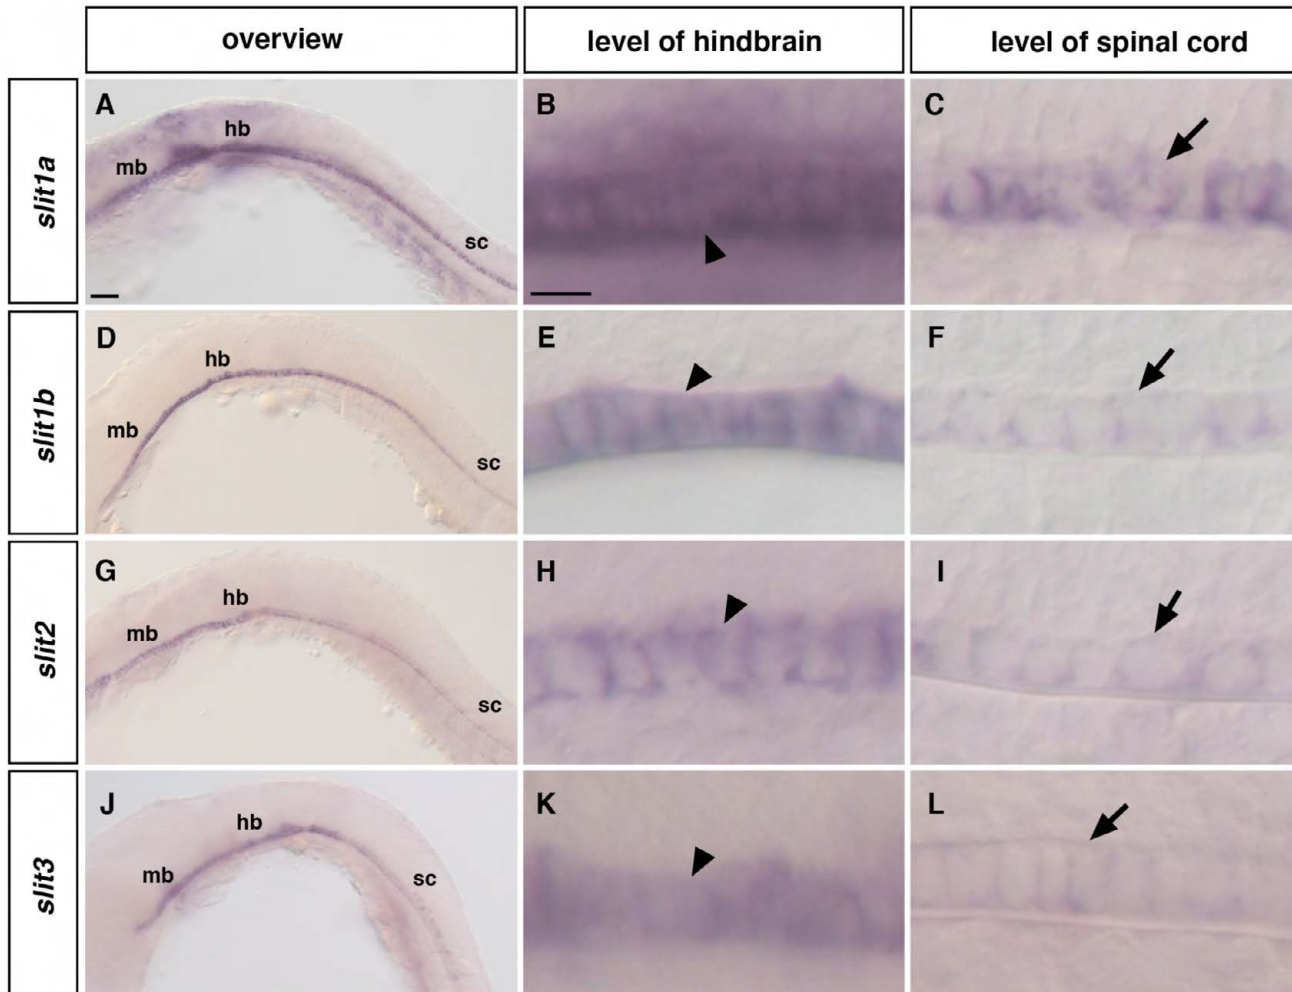 overview
level of hindbrain
level of spinal cord
slit1a
A
hb
mb
sc
B
C
slit1b
D
hb
mb
sc
E
F
slit2
G
hb
mb
sc
H
I
slit3
J
hb
mb
sc
K
L